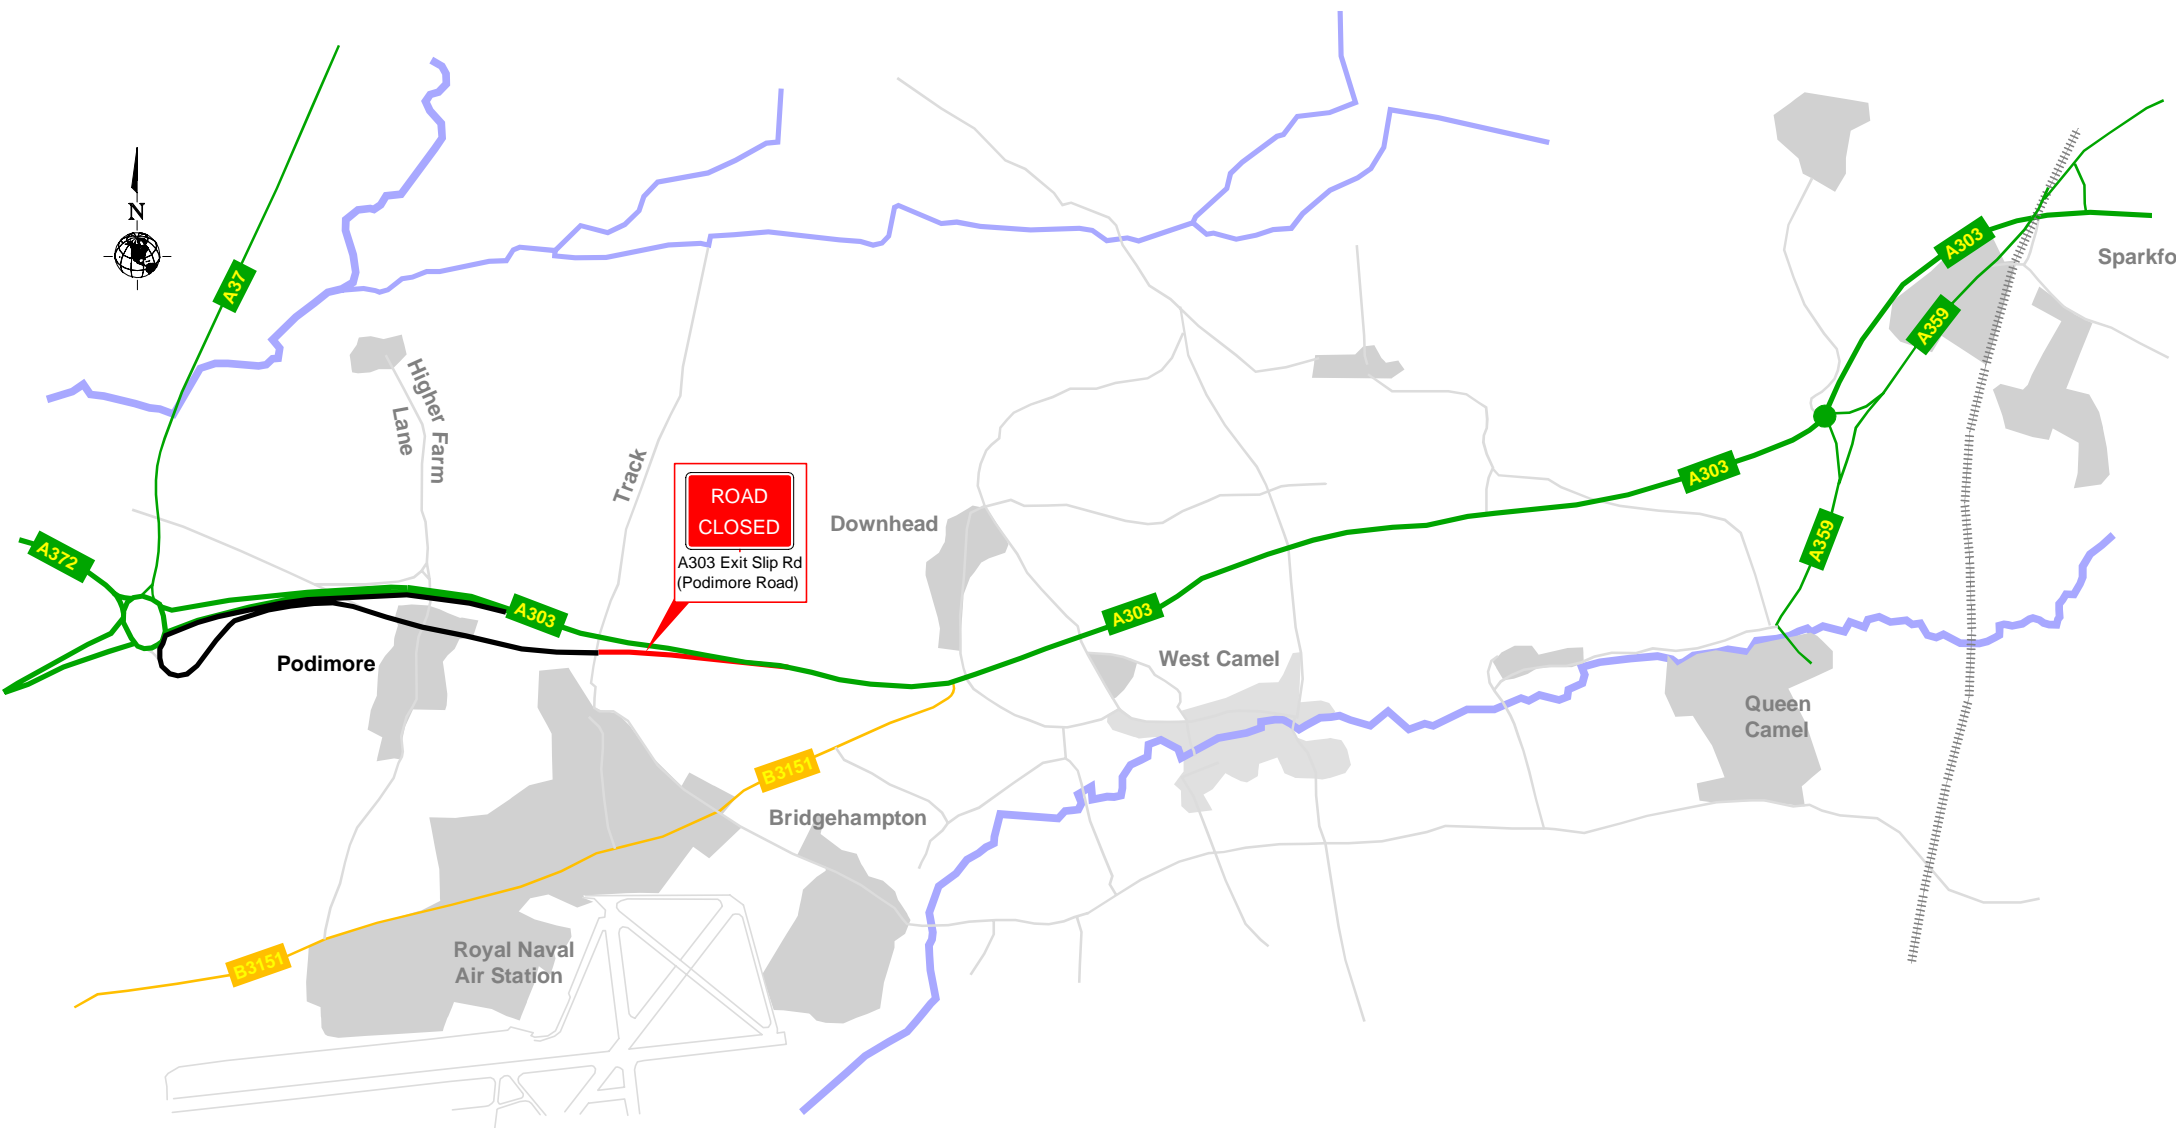 N
A37
Higher Farm
Lane
Track
ROAD
CLOSED
A303 Exit Slip Rd
(Podimore Road)
Downhead
A303
A359
Sparkfo
A303
A372
A303
A303
A359
Podimore
West Camel
Queen
Camel
B3151
Bridgehampton
Royal Naval
Air Station
B3151